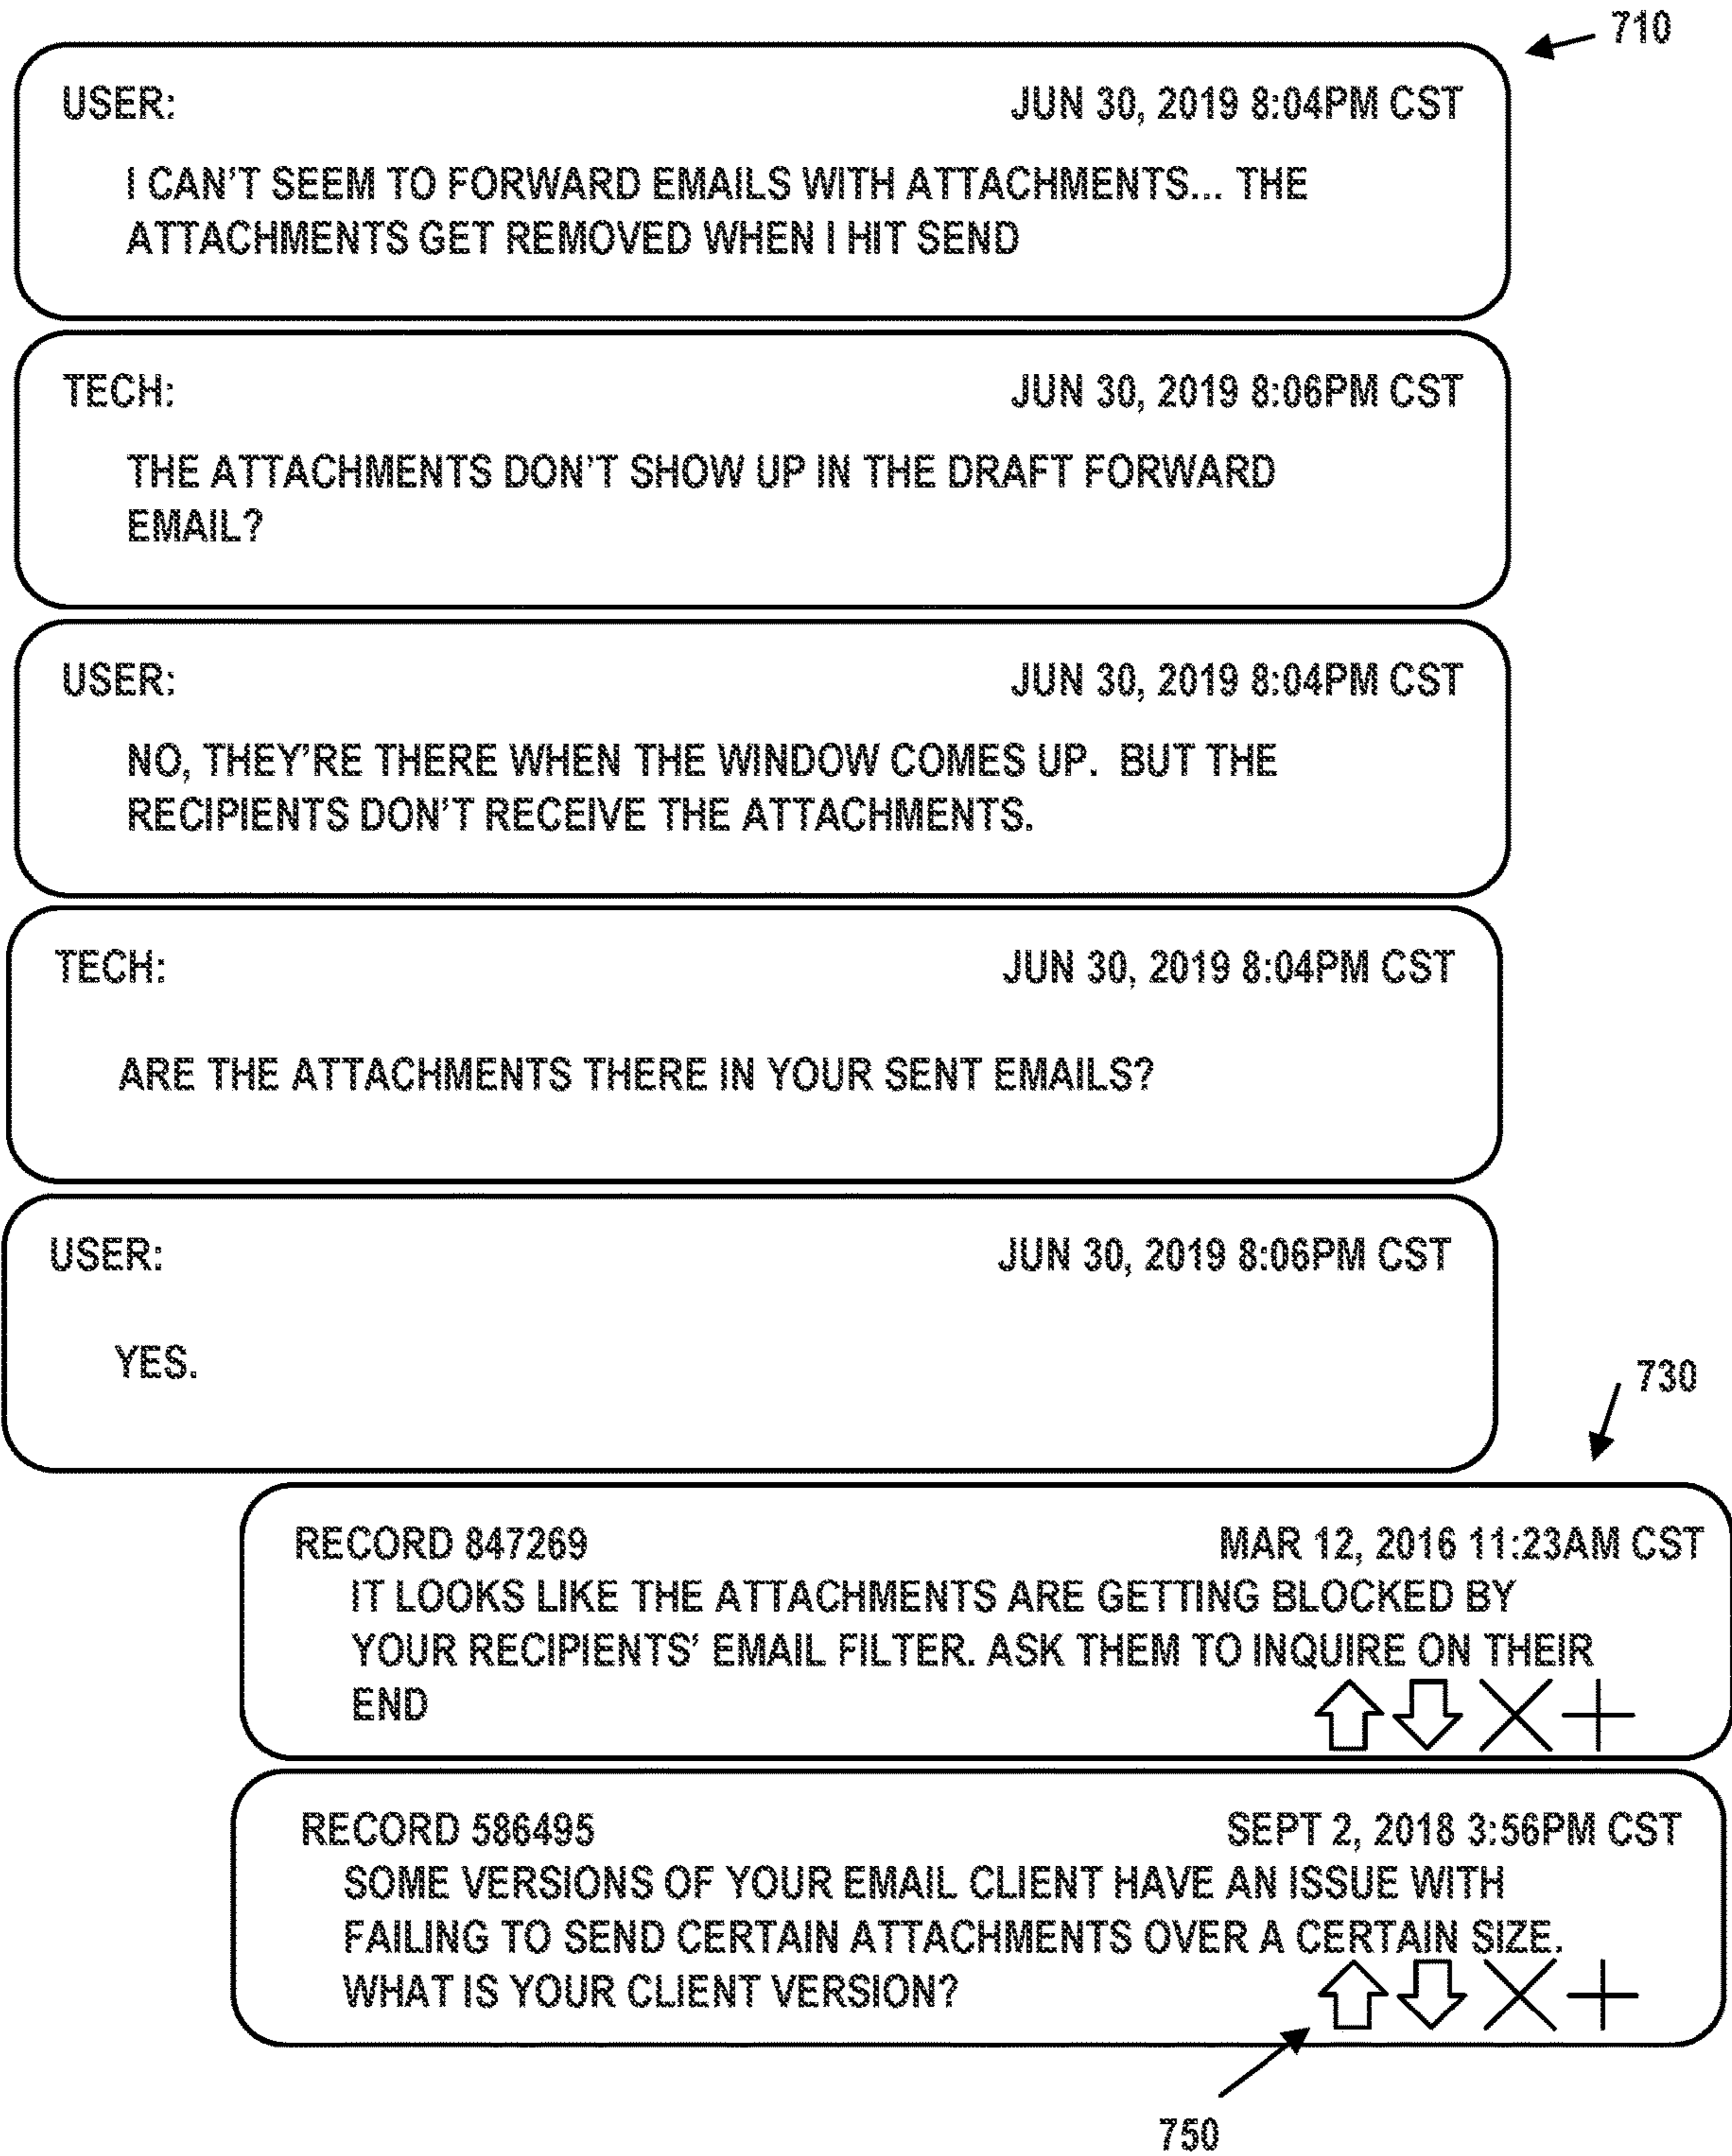 710
USER: JUN 30, 2019 8:04PM CST
I CAN'T SEEM TO FORWARD EMAILS WITH ATTACHMENTS... THE
ATTACHMENTS GET REMOVED WHEN I HIT SEND
TECH: JUN 30, 2019 8:06PM CST
THE ATTACHMENTS DON'T SHOW UP IN THE DRAFT FORWARD
EMAIL?
USER: JUN 30, 2019 8:04PM CST
NO, THEY'RE THERE WHEN THE WINDOW COMES UP. BUT THE
RECIPIENTS DON'T RECEIVE THE ATTACHMENTS.
TECH: JUN 30, 2019 8:04PM CST
ARE THE ATTACHMENTS THERE IN YOUR SENT EMAILS?
USER: JUN 30, 2019 8:06PM CST
YES.
730
RECORD 847269 MAR 12, 2016 11:23AM CST
IT LOOKS LIKE THE ATTACHMENTS ARE GETTING BLOCKED BY
YOUR RECIPIENTS' EMAIL FILTER. ASK THEM TO INQUIRE ON THEIR
END
RECORD 586495 SEPT 2, 2018 3:56PM CST
SOME VERSIONS OF YOUR EMAIL CLIENT HAVE AN ISSUE WITH
FAILING TO SEND CERTAIN ATTACHMENTS OVER A CERTAIN SIZE.
WHAT IS YOUR CLIENT VERSION?
750